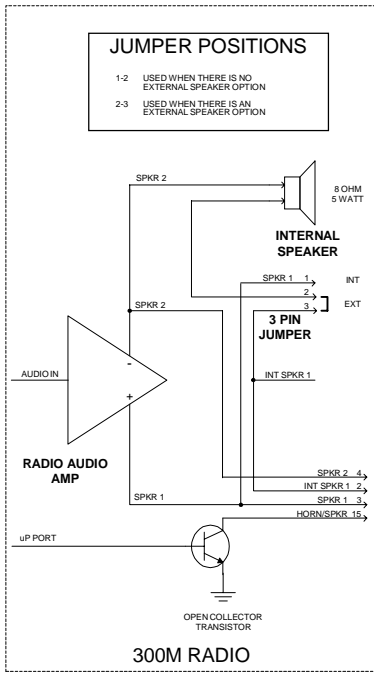 JUMPER POSITIONS
1-2 USED WHEN THERE IS NO
EXTERNAL SPEAKER OPTION
2-3 USED WHEN THERE IS AN
EXTERNAL SPEAKER OPTION
SPKR 2
8 OHM
5 WATT
INTERNAL
SPEAKER
SPKR 1 1 INT
2
SPKR 2 3 EXT
3 PIN
JUMPER
-
AUDIO IN
INT SPKR 1
+
RADIO AUDIO
AMP
SPKR 2 4
INT SPKR 1 2
SPKR 1 SPKR 1 3
HORN/SPKR 15
uP PORT
OPEN COLLECTOR
TRANSISTOR
300M RADIO